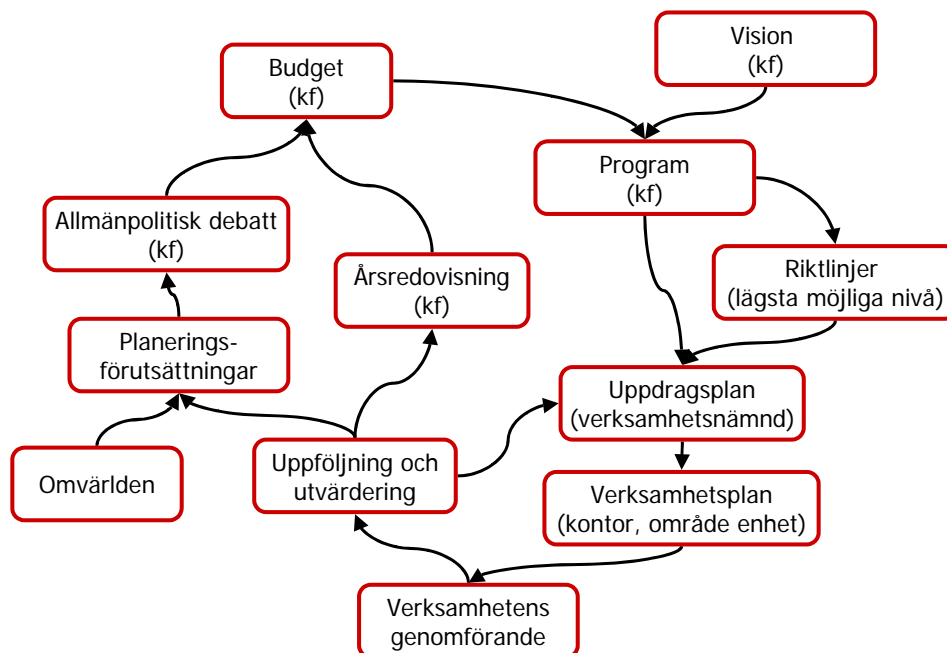 Vision
(kf)
Budget
(kf)
Program
(kf)
Allmänpolitisk debatt
(kf)
Årsredovisning
(kf)
Riktlinjer
(lägsta möjliga nivå)
Planerings-
förutsättningar
Uppdragsplan
(verksamhetsnämnd)
Omvärlden
Uppföljning och
utvärdering
Verksamhetsplan
(kontor, område enhet)
Verksamhetens
genomförande